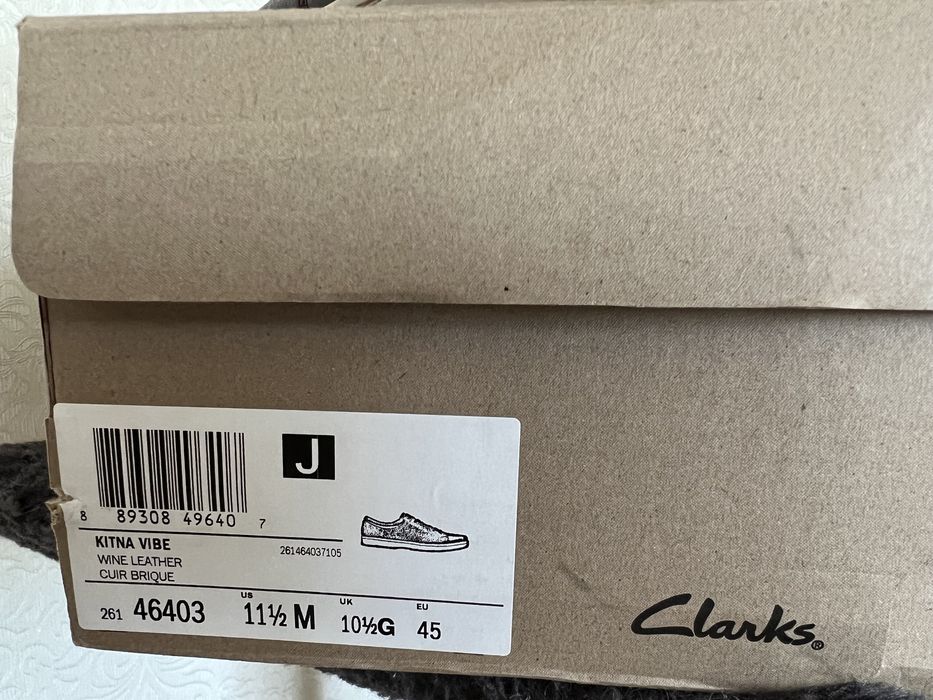 J
8 89308 49640 7
KITNA VIBE
261464037105
WINE LEATHER
CUIR BRIQUE
US UK EU
261 46403 11½ M 10½G 45
Clarks®